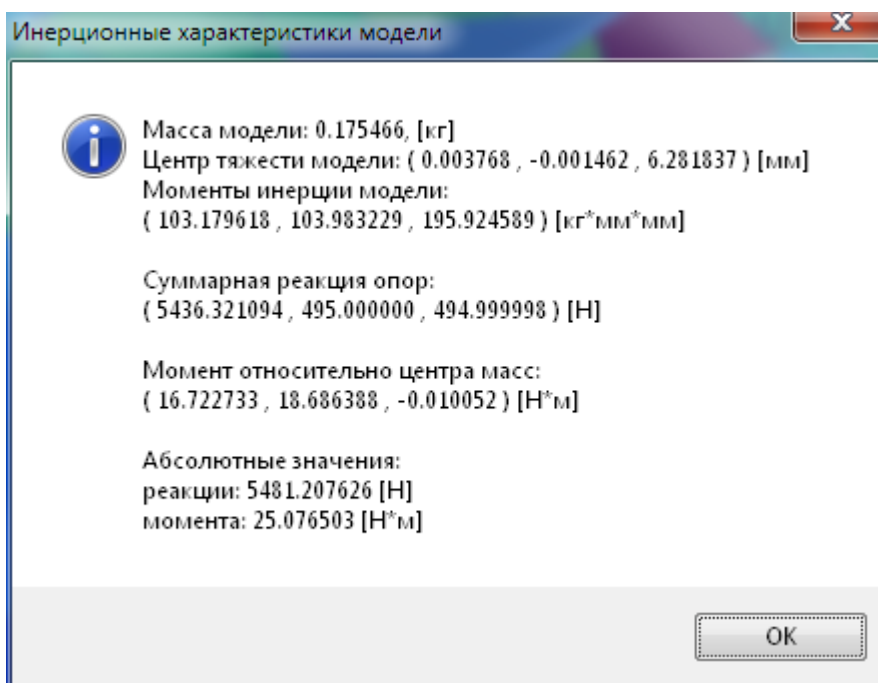 Инерционные характеристики модели
Масса модели: 0.175466, [кг]
Центр тяжести модели: ( 0.003768 , -0.001462 , 6.281837 ) [мм]
Моменты инерции модели:
( 103.179618 , 103.983229 , 195.924589 ) [кг*мм*мм]
Суммарная реакция опор:
( 5436.321094 , 495.000000 , 494.999998 ) [Н]
Момент относительно центра масс:
( 16.722733 , 18.686388 , -0.010052 ) [Н*м]
Абсолютные значения:
реакции: 5481.207626 [Н]
момента: 25.076503 [Н*м]
OK